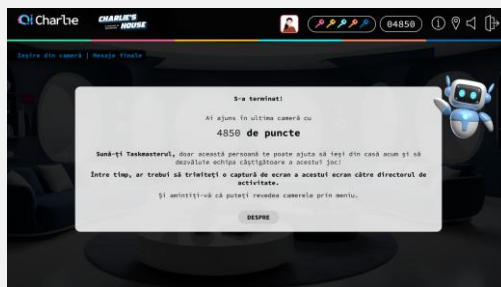 Qi Char2e
CHARLIE'S HOUSE
04850
Ieșire din cameră | Mesaje finale
S-a terminat!
Ai ajuns în ultima cameră cu
4850 de puncte
Sună-ți Taskmasterul, doar această persoană te poate ajuta să ieși din casă acum și să
dezvălute echipa câștigătoare a acestui joc!
Între timp, ar trebui să trimiteți o captură de ecran a acestui ecran către directorul de
activitate.
Și amintiți-vă că puteți revedea camerele prin meniu.
DESPRE